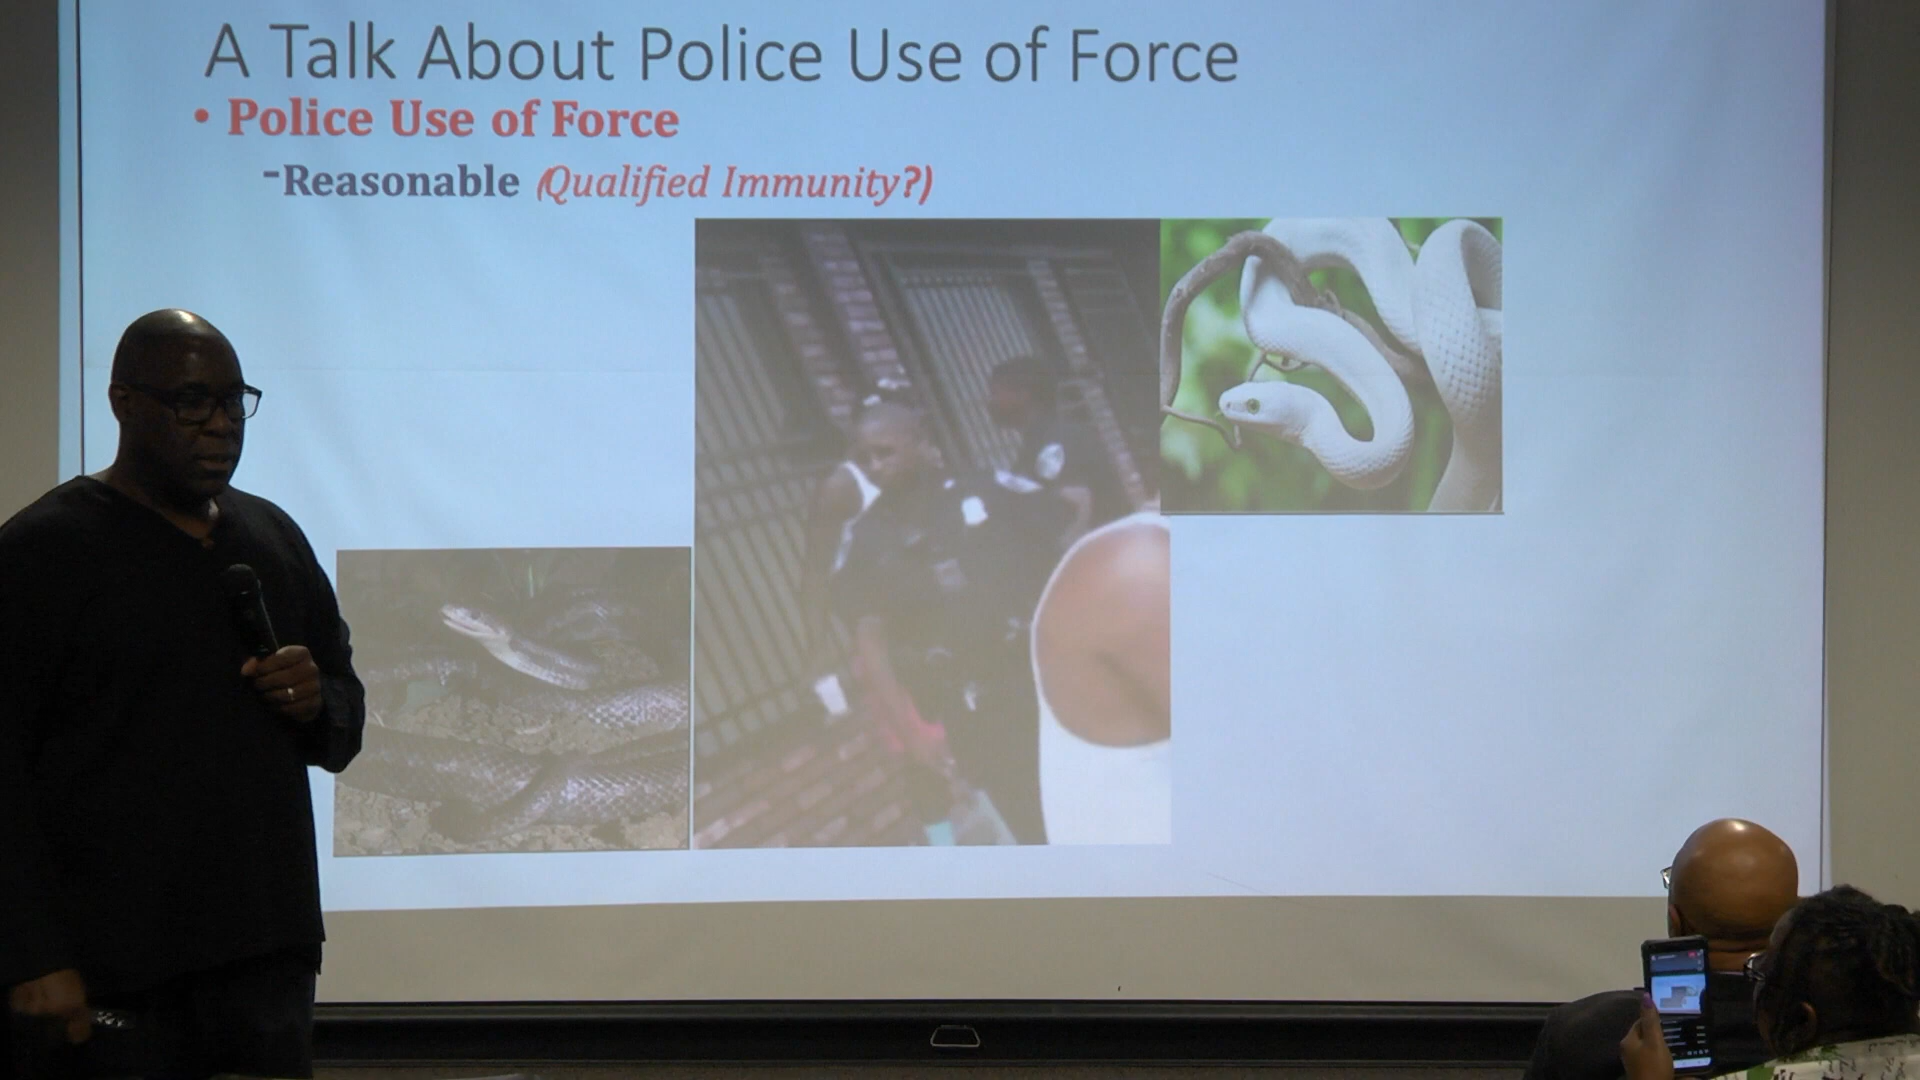 A Talk About Police Use of Force
• Police Use of Force
-Reasonable (Qualified Immunity?)